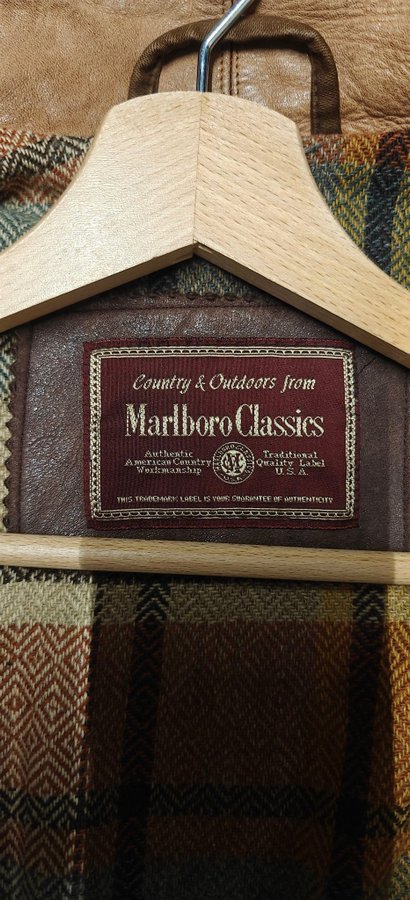 Country & Outdoors from
Marlboro Classics
Authentic
American Country
Workmanship
Traditional
Quality Label
U.S.A.
THIS TRADEMARK LABEL IS YOUR GUARANTEE OF AUTHENTICITY